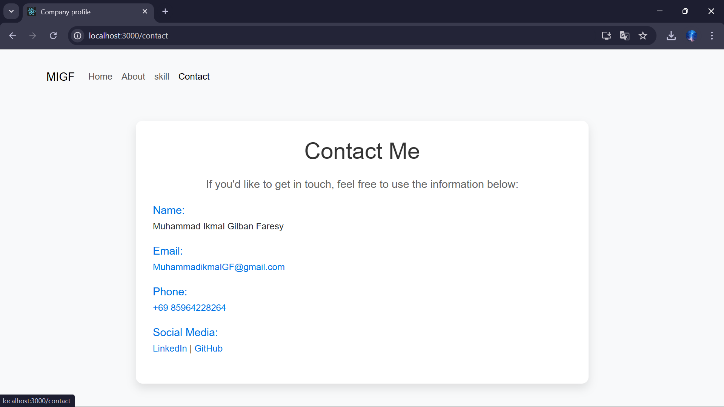 Company profile
localhost:3000/contact
MIGF Home About skill Contact
Contact Me
If you'd like to get in touch, feel free to use the information below:
Name:
Muhammad Ikmal Gilban Faresy
Email:
MuhammadikmalGF@gmail.com
Phone:
+69 85964228264
Social Media:
LinkedIn | GitHub
localhost:3000/contact